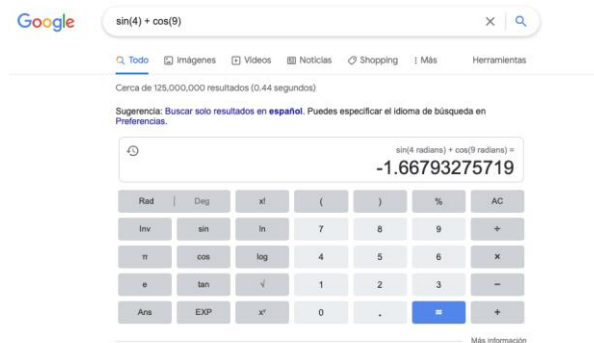 Google
sin(4) + cos(9)
Todo Imágenes Videos Noticias Shopping Más Herramientas
Cerca de 125,000,000 resultados (0.44 segundos)
Sugerencia: Buscar solo resultados en español. Puedes especificar el idioma de búsqueda en
Preferencias.
sin(4 radians) + cos(9 radians) =
-1.66793275719
Rad | Deg x! ( ) % AC
Inv sin ln 7 8 9 ÷
π cos log 4 5 6 ×
e tan √ 1 2 3 −
Ans EXP xʸ 0 . = +
Más información